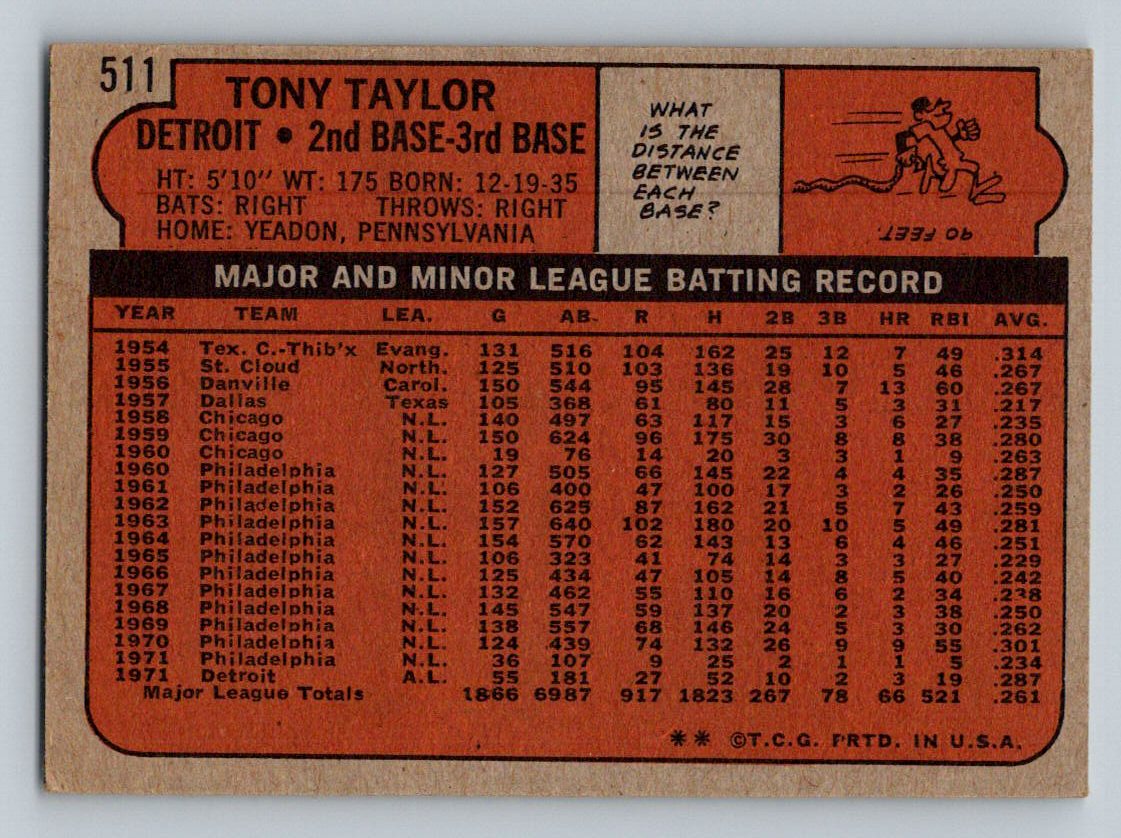 511
TONY TAYLOR
DETROIT • 2nd BASE-3rd BASE
HT: 5'10" WT: 175 BORN: 12-19-35
BATS: RIGHT THROWS: RIGHT
HOME: YEADON, PENNSYLVANIA
WHAT
IS THE
DISTANCE
BETWEEN
EACH
BASE?
90 FEET.
MAJOR AND MINOR LEAGUE BATTING RECORD
YEAR TEAM LEA. G AB R H 2B 3B HR RBI AVG.
1954 Tex. C.-Thib'x Evang. 131 516 104 162 25 12 7 49 .314
1955 St. Cloud North. 125 510 103 136 19 10 5 46 .267
1956 Danville Carol. 150 544 95 145 28 7 13 60 .267
1957 Dallas Texas 105 368 61 80 11 5 3 31 .217
1958 Chicago N.L. 140 497 63 117 15 3 6 27 .235
1959 Chicago N.L. 150 624 96 175 30 8 8 38 .280
1960 Chicago N.L. 19 76 14 20 3 3 1 9 .263
1960 Philadelphia N.L. 127 505 66 145 22 4 4 35 .287
1961 Philadelphia N.L. 106 400 47 100 17 3 2 26 .250
1962 Philadelphia N.L. 152 625 87 162 21 5 7 43 .259
1963 Philadelphia N.L. 157 640 102 180 20 10 5 49 .281
1964 Philadelphia N.L. 154 570 62 143 13 6 4 46 .251
1965 Philadelphia N.L. 106 323 41 74 14 3 3 27 .229
1966 Philadelphia N.L. 125 434 47 105 14 8 5 40 .242
1967 Philadelphia N.L. 132 462 55 110 16 6 2 34 .238
1968 Philadelphia N.L. 145 547 59 137 20 2 3 38 .250
1969 Philadelphia N.L. 138 557 68 146 24 5 3 30 .262
1970 Philadelphia N.L. 124 439 74 132 26 9 9 55 .301
1971 Philadelphia N.L. 36 107 9 25 2 1 1 5 .234
1971 Detroit A.L. 55 181 27 52 10 2 3 19 .287
Major League Totals 1866 6987 917 1823 267 78 66 521 .261
** ©T.C.G. PRTD. IN U.S.A.